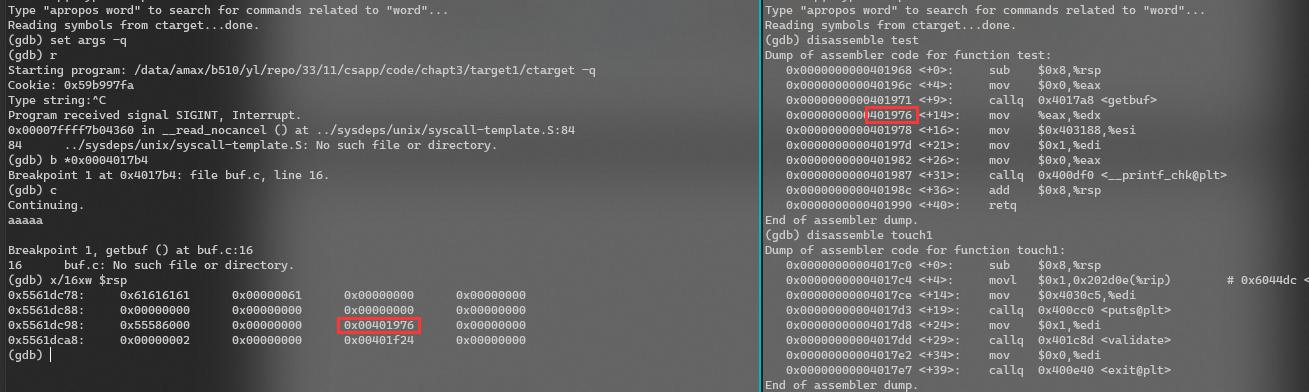 Type "apropos word" to search for commands related to "word"...
Reading symbols from ctarget...done.
(gdb) set args -q
(gdb) r
Starting program: /data/amax/b510/yl/repo/33/11/csapp/code/chapt3/target1/ctarget -q
Cookie: 0x59b997fa
Type string:^C
Program received signal SIGINT, Interrupt.
0x00007ffff7b04360 in __read_nocancel () at ../sysdeps/unix/syscall-template.S:84
84 ../sysdeps/unix/syscall-template.S: No such file or directory.
(gdb) b *0x0004017b4
Breakpoint 1 at 0x4017b4: file buf.c, line 16.
(gdb) c
Continuing.
aaaaa
Breakpoint 1, getbuf () at buf.c:16
16 buf.c: No such file or directory.
(gdb) x/16xw $rsp
0x5561dc78: 0x61616161 0x00000061 0x00000000 0x00000000
0x5561dc88: 0x00000000 0x00000000 0x00000000 0x00000000
0x5561dc98: 0x55586000 0x00000000 0x00401976 0x00000000
0x5561dca8: 0x00000002 0x00000000 0x00401f24 0x00000000
(gdb)
Type "apropos word" to search for commands related to "word"...
Reading symbols from ctarget...done.
(gdb) disassemble test
Dump of assembler code for function test:
0x0000000000401968 <+0>: sub $0x8,%rsp
0x000000000040196c <+4>: mov $0x0,%eax
0x0000000000401971 <+9>: callq 0x4017a8 <getbuf>
0x0000000000401976 <+14>: mov %eax,%edx
0x0000000000401978 <+16>: mov $0x403188,%esi
0x000000000040197d <+21>: mov $0x1,%edi
0x0000000000401982 <+26>: mov $0x0,%eax
0x0000000000401987 <+31>: callq 0x400df0 <__printf_chk@plt>
0x000000000040198c <+36>: add $0x8,%rsp
0x0000000000401990 <+40>: retq
End of assembler dump.
(gdb) disassemble touch1
Dump of assembler code for function touch1:
0x00000000004017c0 <+0>: sub $0x8,%rsp
0x00000000004017c4 <+4>: movl $0x1,0x202d0e(%rip) # 0x6044dc <
0x00000000004017ce <+14>: mov $0x4030c5,%edi
0x00000000004017d3 <+19>: callq 0x400cc0 <puts@plt>
0x00000000004017d8 <+24>: mov $0x1,%edi
0x00000000004017dd <+29>: callq 0x401c8d <validate>
0x00000000004017e2 <+34>: mov $0x0,%edi
0x00000000004017e7 <+39>: callq 0x400e40 <exit@plt>
End of assembler dump.